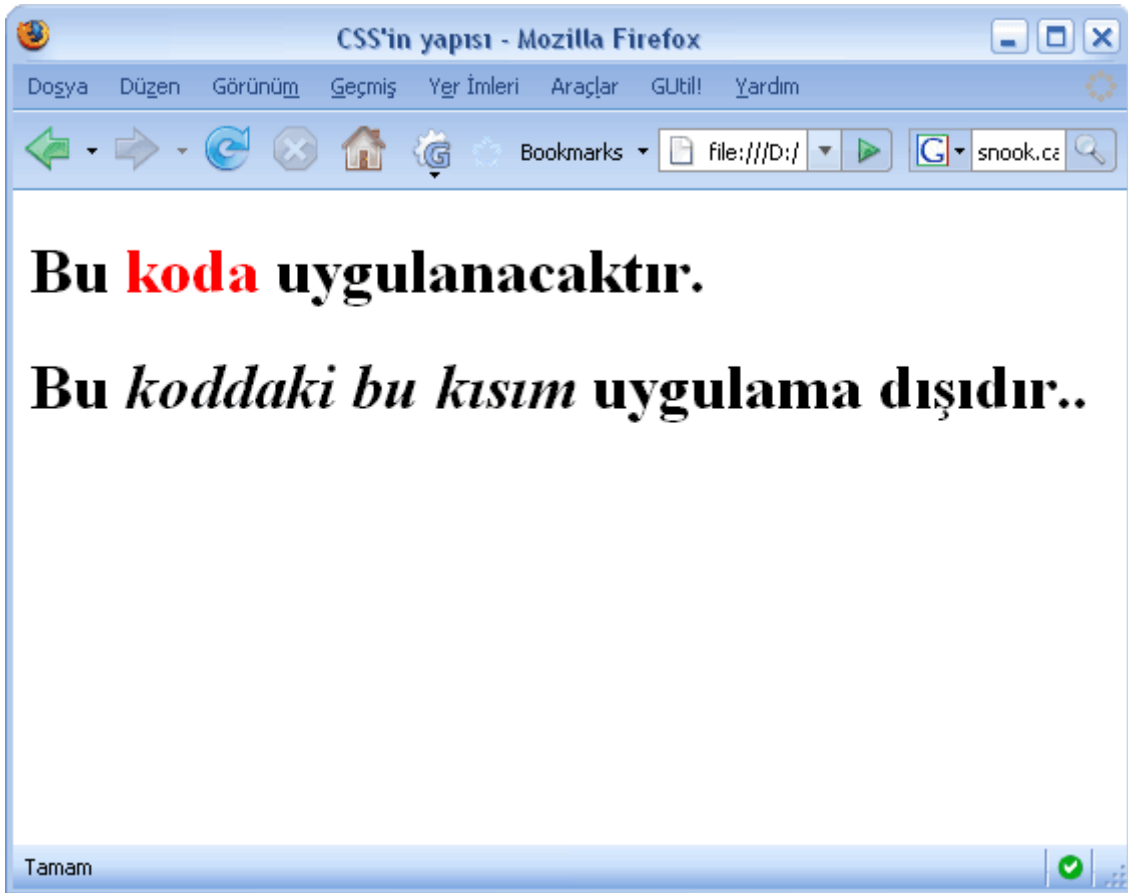 CSS'in yapısı - Mozilla Firefox
Dosya Düzen Görünüm Geçmiş Yer İmleri Araçlar GUtil! Yardım
G Bookmarks file:///D:/ G snook.ca
Bu koda uygulanacaktır.
Bu koddaki bu kısım uygulama dışıdır..
Tamam